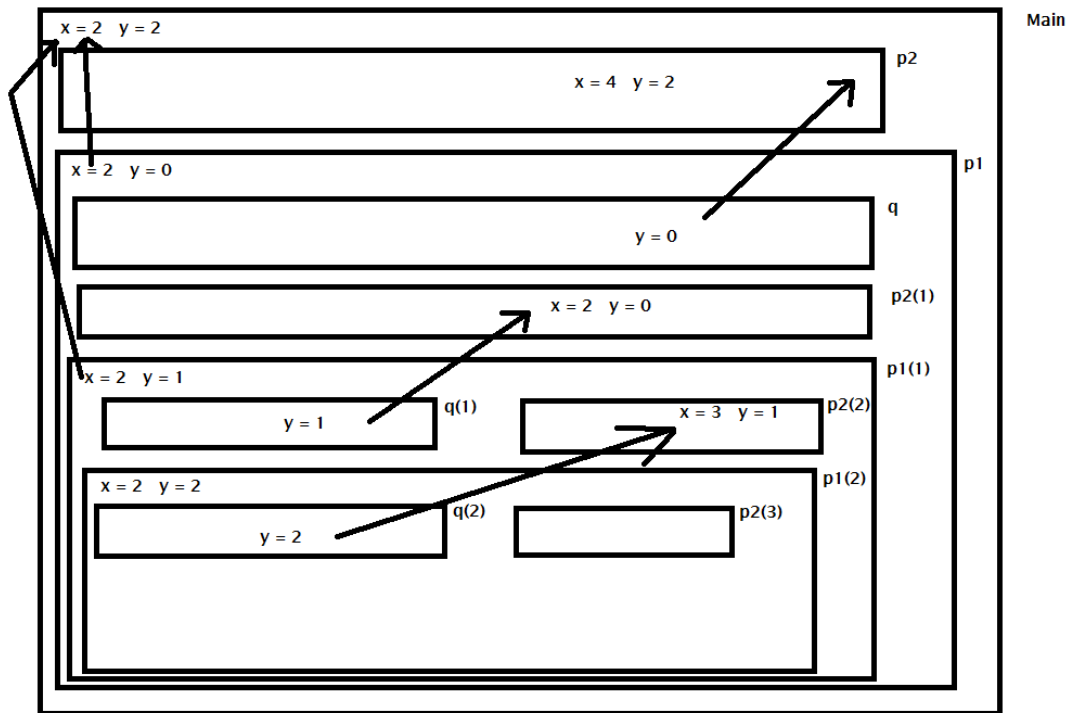 Main
x = 2 y = 2
p2
x = 4 y = 2
p1
x = 2 y = 0
q
y = 0
p2(1)
x = 2 y = 0
p1(1)
x = 2 y = 1
q(1)
y = 1
p2(2)
x = 3 y = 1
p1(2)
x = 2 y = 2
q(2)
y = 2
p2(3)